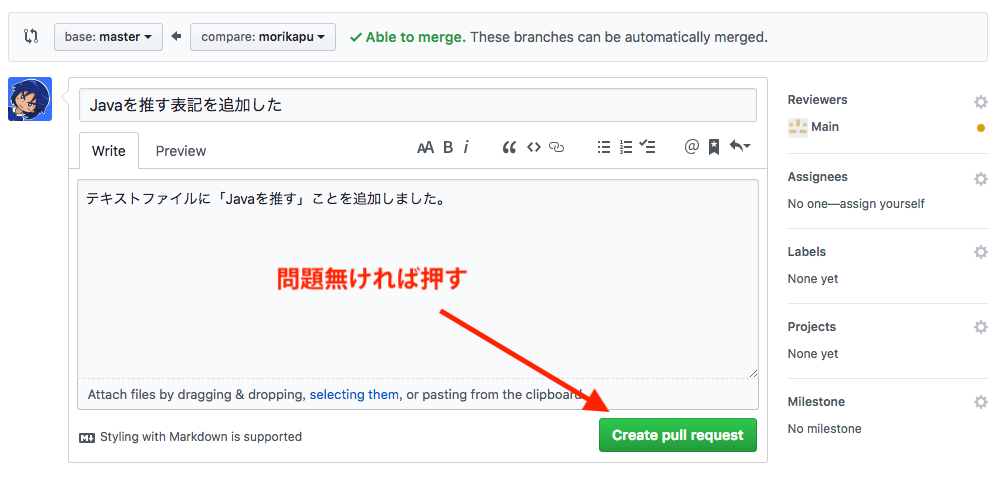 base: master compare: morikapu Able to merge. These branches can be automatically merged.
Javaを推す表記を追加した
Write Preview AA B i @
テキストファイルに「Javaを推す」ことを追加しました。
問題無ければ押す
Attach files by dragging & dropping, selecting them, or pasting from the clipboard
Styling with Markdown is supported
Create pull request
Reviewers
Main
Assignees
No one—assign yourself
Labels
None yet
Projects
None yet
Milestone
No milestone